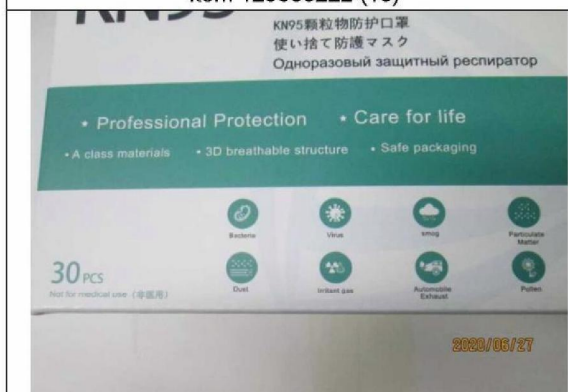 KN95
KN95颗粒物防护口罩
使い捨て防護マスク
Одноразовый защитный респиратор
• Professional Protection • Care for life
• A class materials • 3D breathable structure • Safe packaging
Bacteria Virus smog Particulate Matter
Dust Irritant gas Automobile Exhaust Pollen
30 PCS
Not for medical use (非医用)
2020/06/27